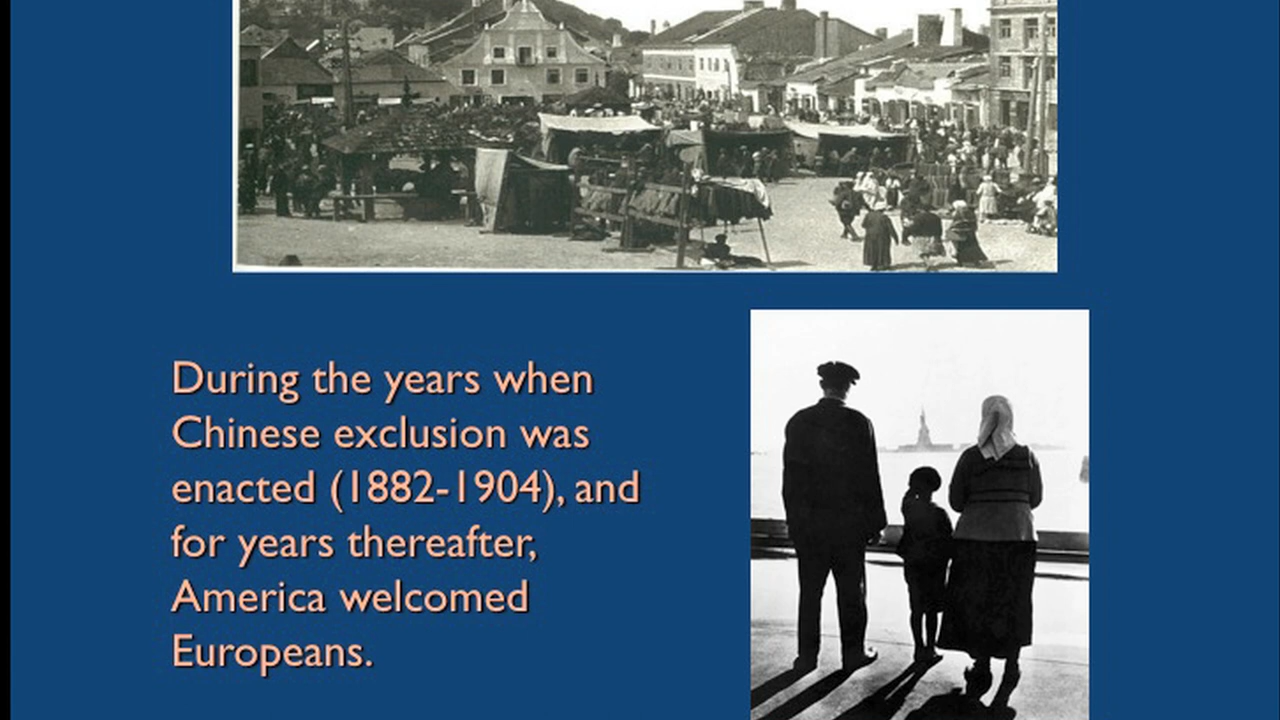 During the years when
Chinese exclusion was
enacted (1882-1904), and
for years thereafter,
America welcomed
Europeans.